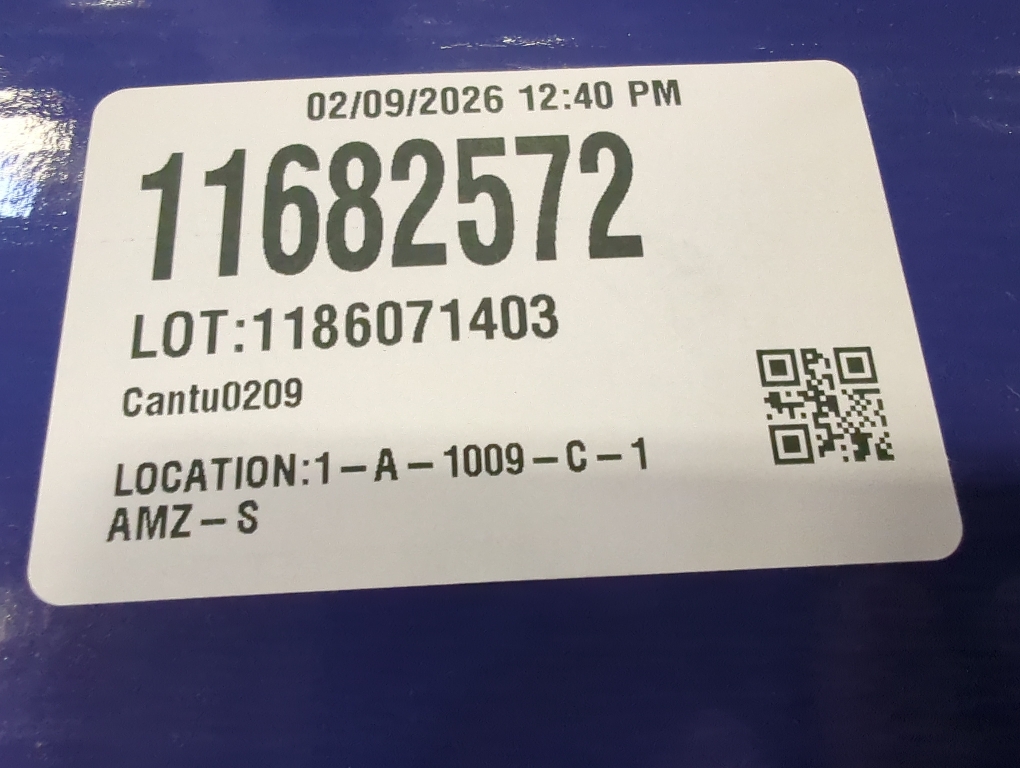 02/09/2026 12:40 PM
11682572
LOT:1186071403
Cantu0209
LOCATION:1-A-1009-C-1
AMZ-S